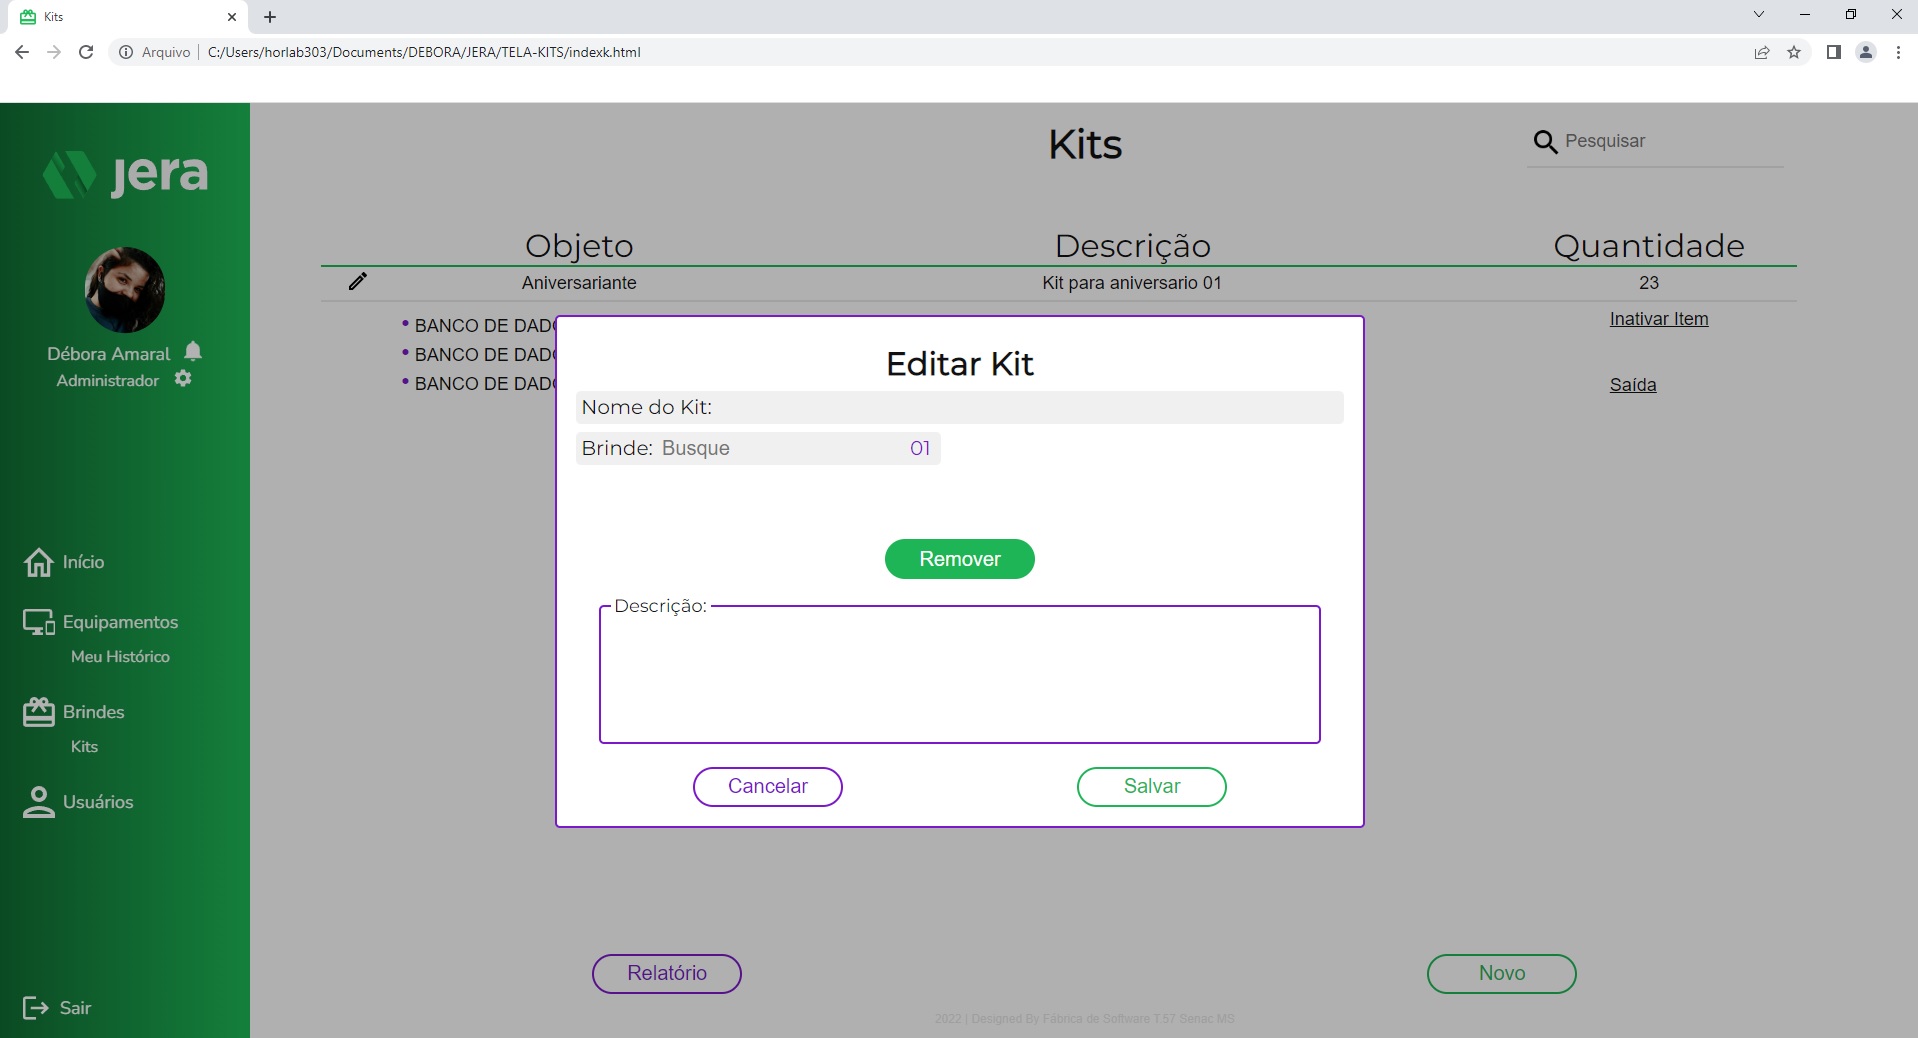 Kits
Arquivo
C:/Users/horlab303/Documents/DEBORA/JERA/TELA-KITS/indexk.html
jera
Débora Amaral
Administrador
Início
Equipamentos
Meu Histórico
Brindes
Kits
Usuários
Sair
Kits
Pesquisar
Objeto Descrição Quantidade
Aniversariante Kit para aniversario 01 23
• BANCO DE
• BANCO DE
• BANCO DE
Inativar Item
Saída
Editar Kit
Nome do Kit:
Brinde: Busque 01
Remover
Descrição:
Cancelar Salvar
Relatório Novo
2022 | Designed By Fábrica de Software T.57 Senac MS